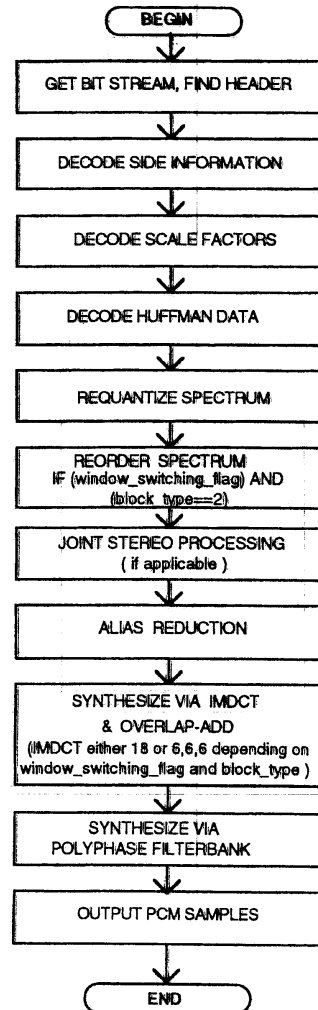 BEGIN
GET BIT STREAM, FIND HEADER
DECODE SIDE INFORMATION
DECODE SCALE FACTORS
DECODE HUFFMAN DATA
REQUANTIZE SPECTRUM
REORDER SPECTRUM
IF (window_switching_flag) AND
(block_type==2)
JOINT STEREO PROCESSING
( if applicable )
ALIAS REDUCTION
SYNTHESIZE VIA IMDCT
& OVERLAP-ADD
(IMDCT either 18 or 6,6,6 depending on
window_switching_flag and block_type )
SYNTHESIZE VIA
POLYPHASE FILTERBANK
OUTPUT PCM SAMPLES
END